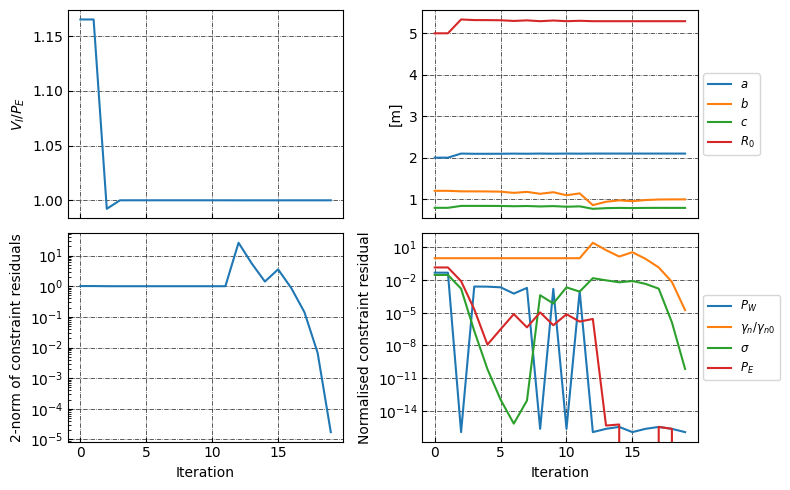 1.15
1.10
1.05
1.00
V_I/P_E
5
4
3
2
1
[m]
a
b
c
R_0
10^1
10^0
10^-1
10^-2
10^-3
10^-4
10^-5
2-norm of constraint residuals
0 5 10 15
Iteration
10^1
10^-2
10^-5
10^-8
10^-11
10^-14
Normalised constraint residual
0 5 10 15
Iteration
P_W
γ_n/γ_n0
σ
P_E